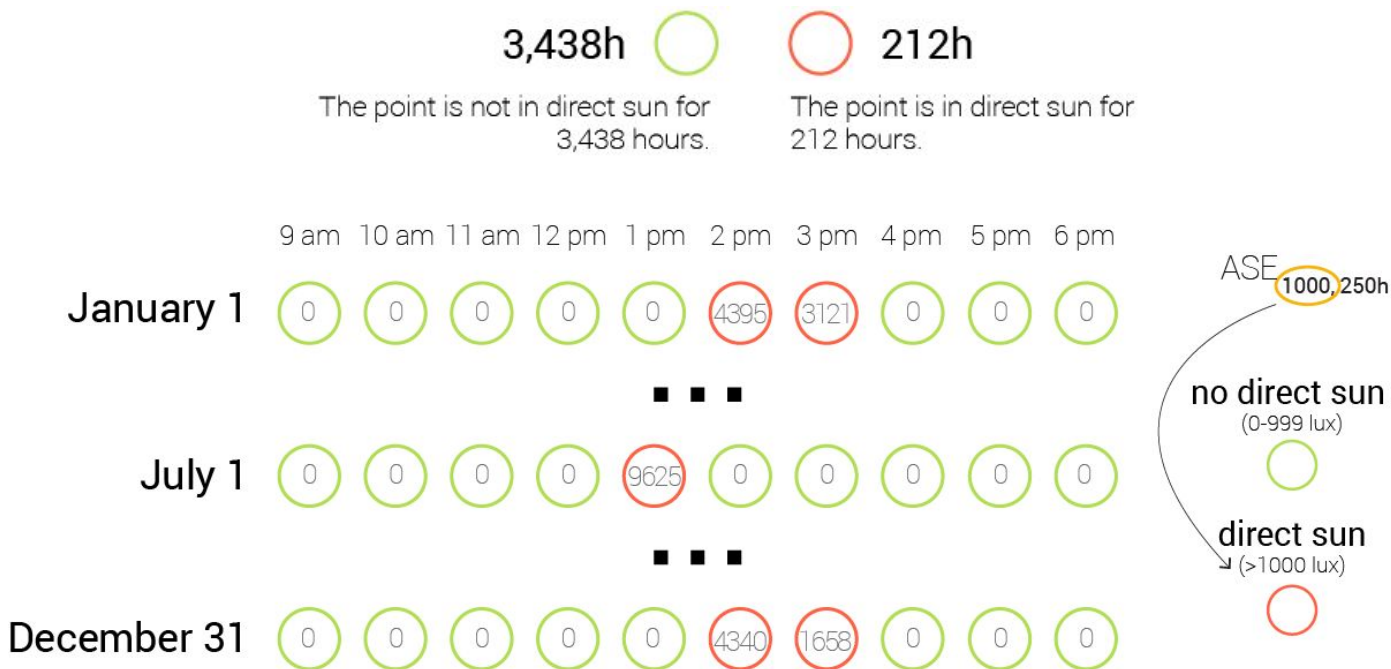 3,438h
212h
The point is not in direct sun for
3,438 hours.
The point is in direct sun for
212 hours.
9 am 10 am 11 am 12 pm 1 pm 2 pm 3 pm 4 pm 5 pm 6 pm
January 1 0 0 0 0 0 4395 3121 0 0 0
July 1 0 0 0 0 9625 0 0 0 0 0
December 31 0 0 0 0 0 4340 1658 0 0 0
ASE 1000, 250h
no direct sun
(0-999 lux)
direct sun
(>1000 lux)